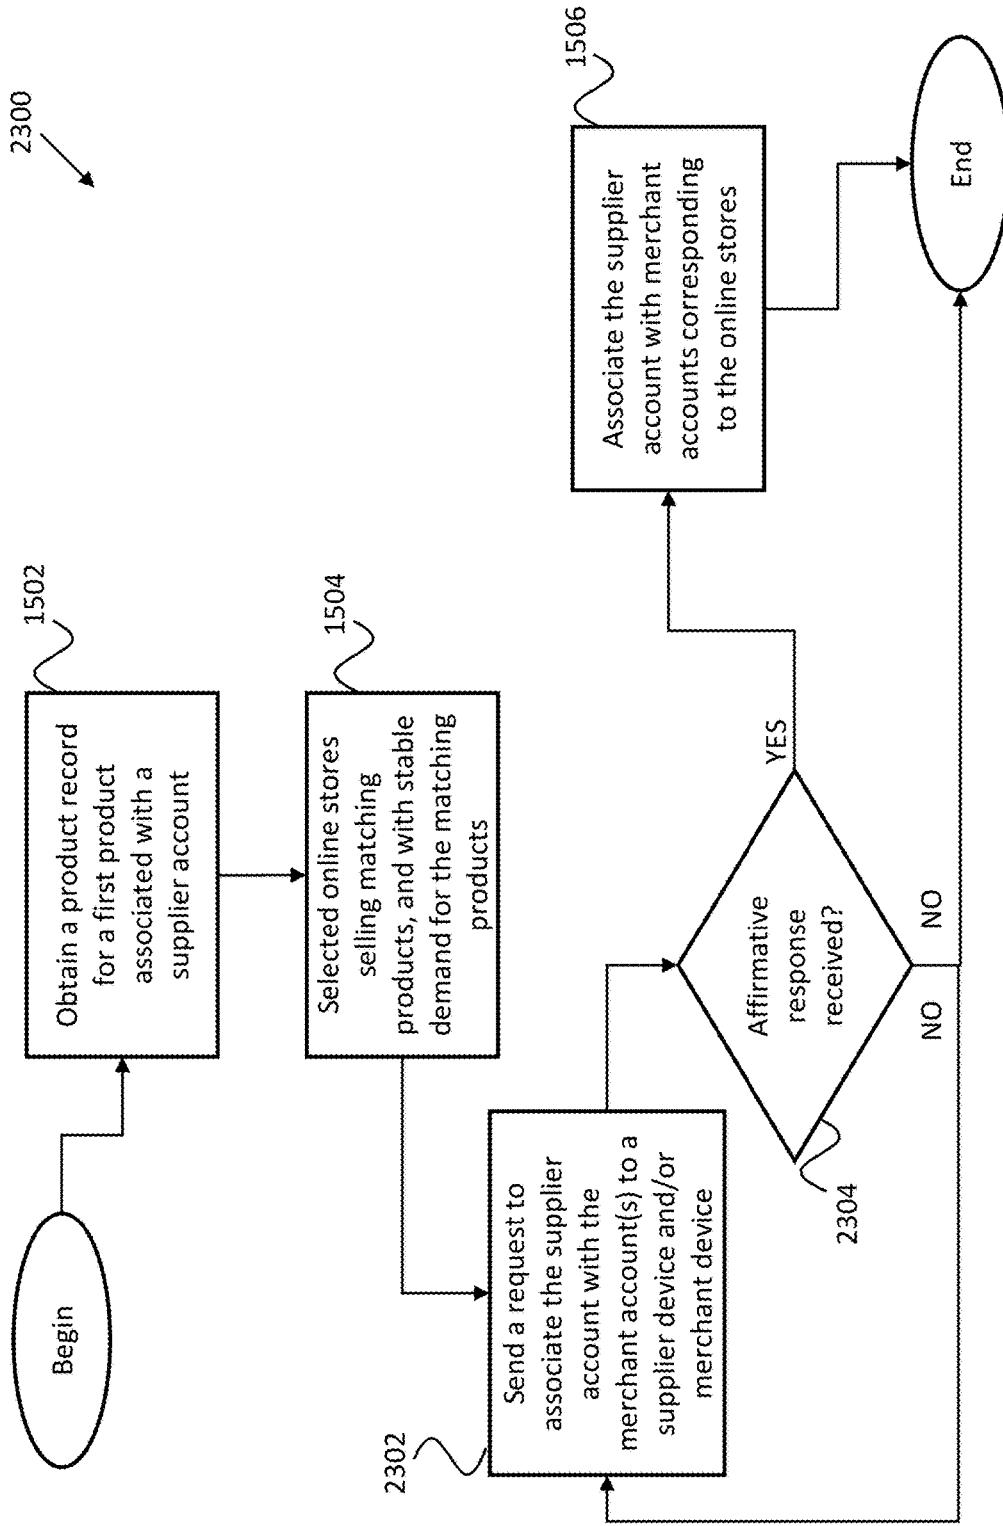 2300
Begin
1502
Obtain a product record
for a first product
associated with a
supplier account
1504
Selected online stores
selling matching
products, and with stable
demand for the matching
products
2302
Send a request to
associate the supplier
account with the
merchant account(s) to a
supplier device and/or
merchant device
2304
Affirmative
response
received?
YES
NO
NO
1506
Associate the supplier
account with merchant
accounts corresponding
to the online stores
End